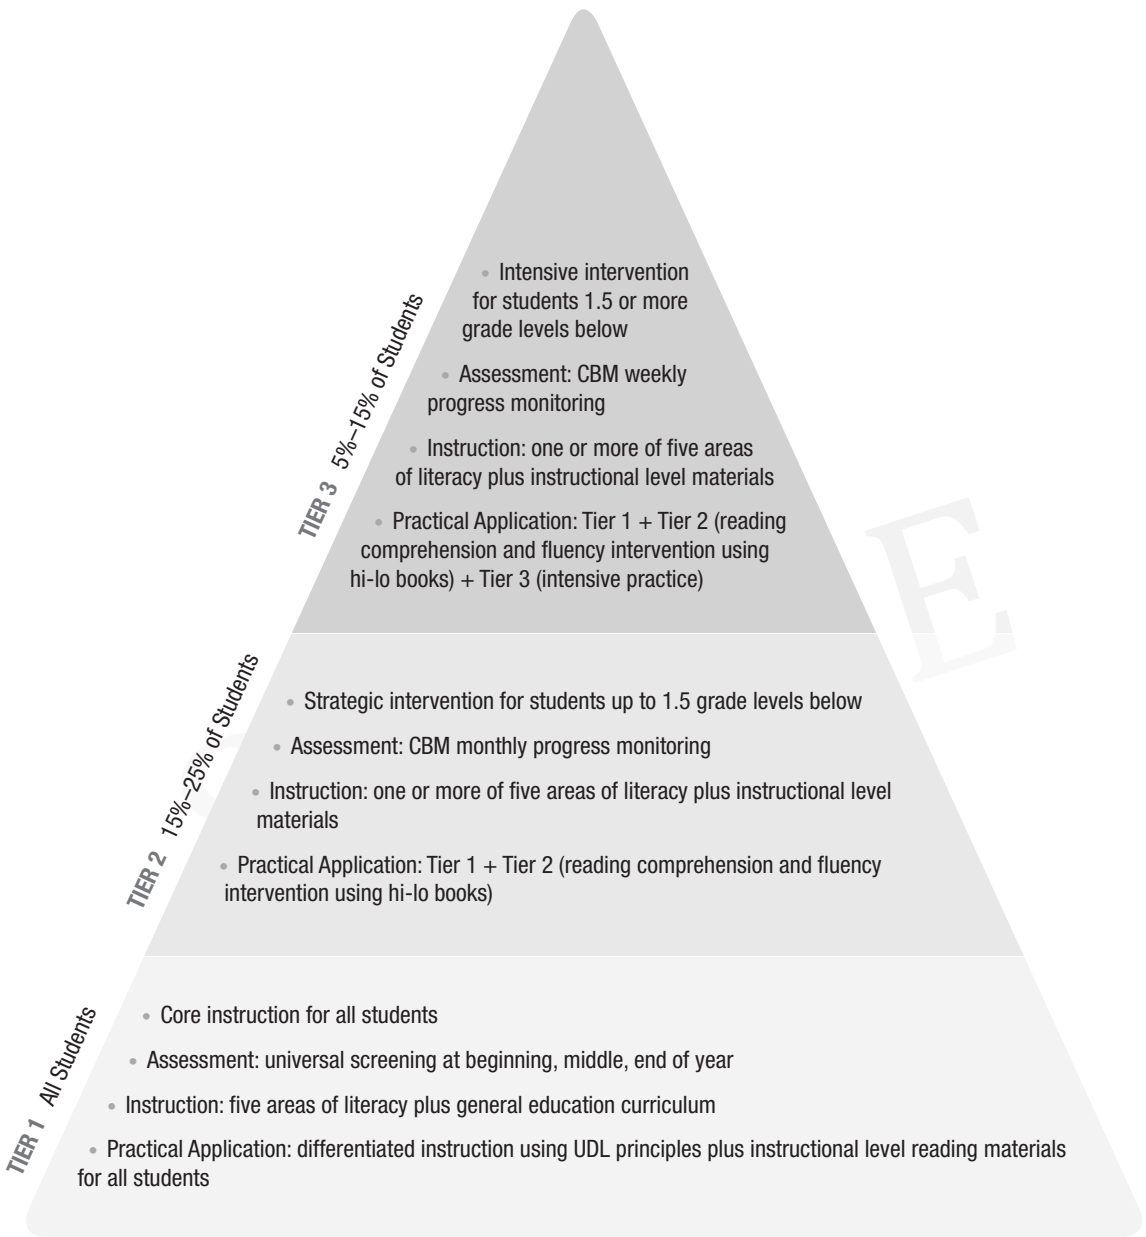 TIER 3 5%–15% of Students
• Intensive intervention
for students 1.5 or more
grade levels below
• Assessment: CBM weekly
progress monitoring
• Instruction: one or more of five areas
of literacy plus instructional level materials
• Practical Application: Tier 1 + Tier 2 (reading
comprehension and fluency intervention using
hi-lo books) + Tier 3 (intensive practice)
E
TIER 2 15%–25% of Students
• Strategic intervention for students up to 1.5 grade levels below
• Assessment: CBM monthly progress monitoring
• Instruction: one or more of five areas of literacy plus instructional level
materials
• Practical Application: Tier 1 + Tier 2 (reading comprehension and fluency
intervention using hi-lo books)
TIER 1 All Students
• Core instruction for all students
• Assessment: universal screening at beginning, middle, end of year
• Instruction: five areas of literacy plus general education curriculum
• Practical Application: differentiated instruction using UDL principles plus instructional level reading materials
for all students